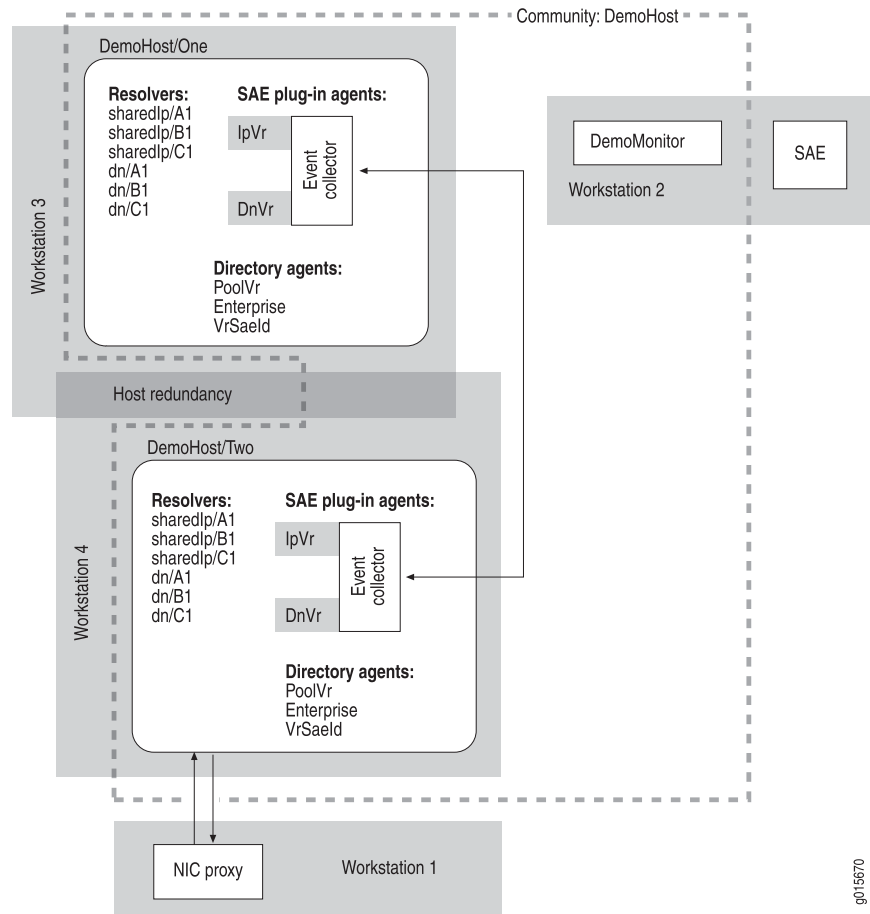 Community: DemoHost
DemoHost/One
Resolvers:
sharedIp/A1
sharedIp/B1
sharedIp/C1
dn/A1
dn/B1
dn/C1
SAE plug-in agents:
IpVr
Event
collector
DnVr
Directory agents:
PoolVr
Enterprise
VrSaeId
Workstation 3
DemoMonitor
Workstation 2
SAE
Host redundancy
DemoHost/Two
Resolvers:
sharedIp/A1
sharedIp/B1
sharedIp/C1
dn/A1
dn/B1
dn/C1
SAE plug-in agents:
IpVr
Event
collector
DnVr
Directory agents:
PoolVr
Enterprise
VrSaeId
Workstation 4
NIC proxy
Workstation 1
g015670